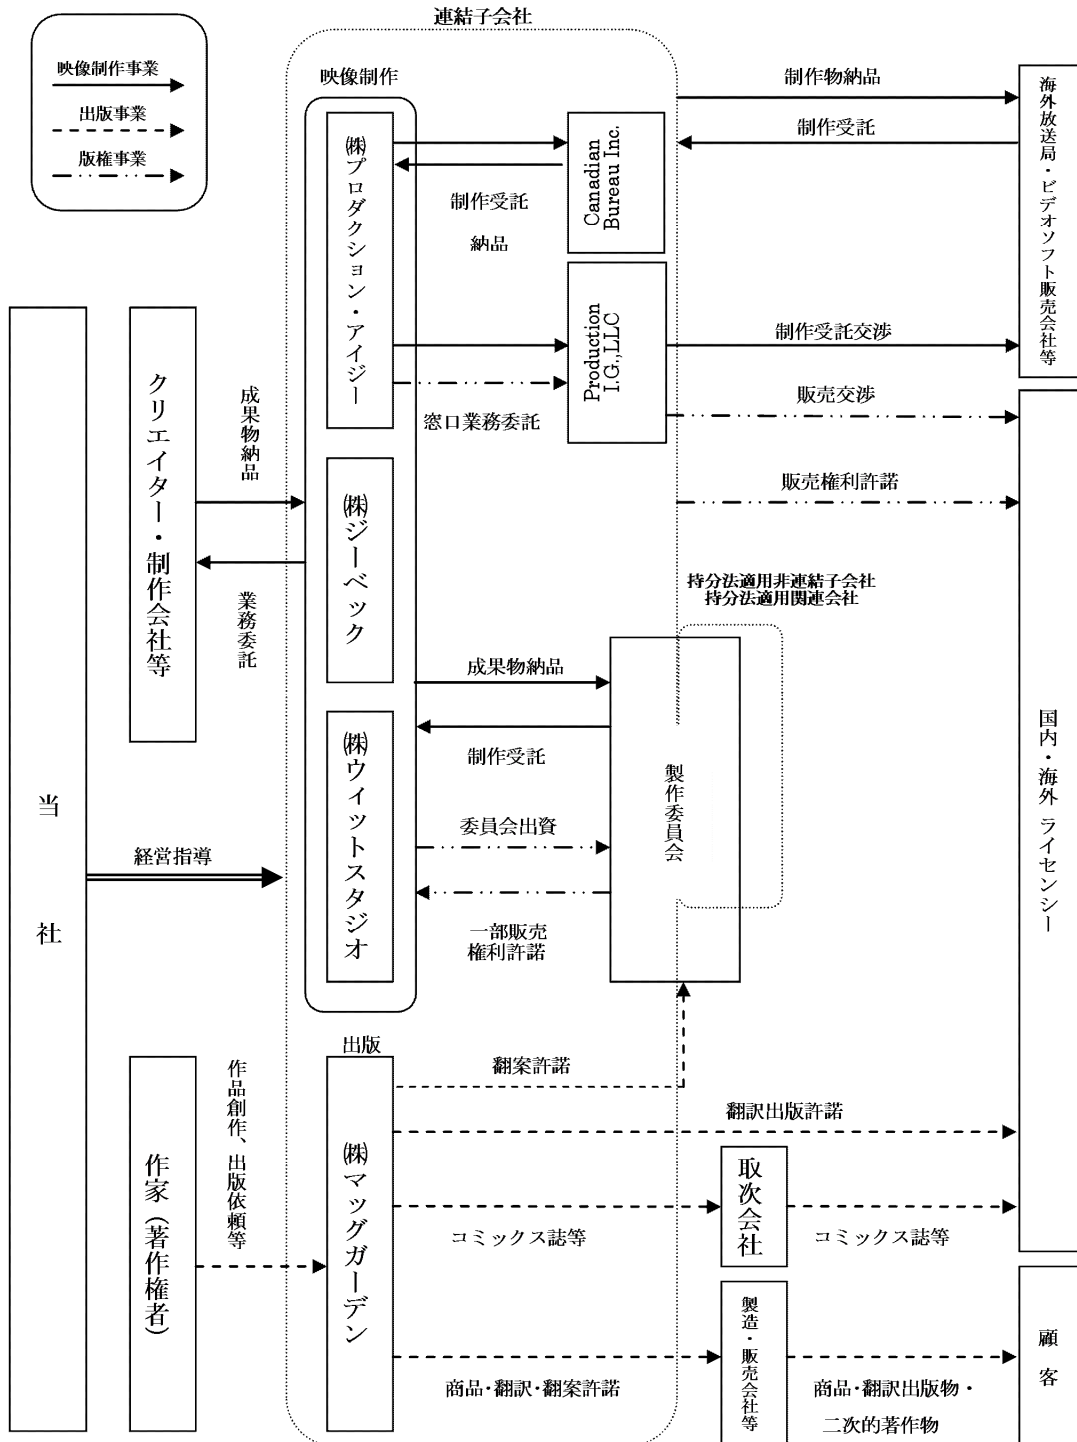 連結子会社
映像制作事業
出版事業
版権事業
映像制作
㈱プロダクション・アイジー
制作受託
納品
Canadian
Bureau Inc.
制作物納品
制作受託
海外放送局・ビデオソフト販売会社等
窓口業務委託
Production
I.G.,LLC
制作受託交渉
販売交渉
販売権利許諾
当社
クリエイター・制作会社等
成果物納品
業務委託
㈱ジーベック
持分法適用非連結子会社
持分法適用関連会社
成果物納品
制作受託
㈱ウィットスタジオ
委員会出資
一部販売
権利許諾
製作委員会
国内・海外 ライセンシー
経営指導
出版
作家(著作権者)
作品創作、出版依頼等
㈱マッグガーデン
翻案許諾
翻訳出版許諾
コミックス誌等
取次会社
コミックス誌等
商品・翻訳・翻案許諾
製造・販売会社等
商品・翻訳出版物・
二次的著作物
顧客